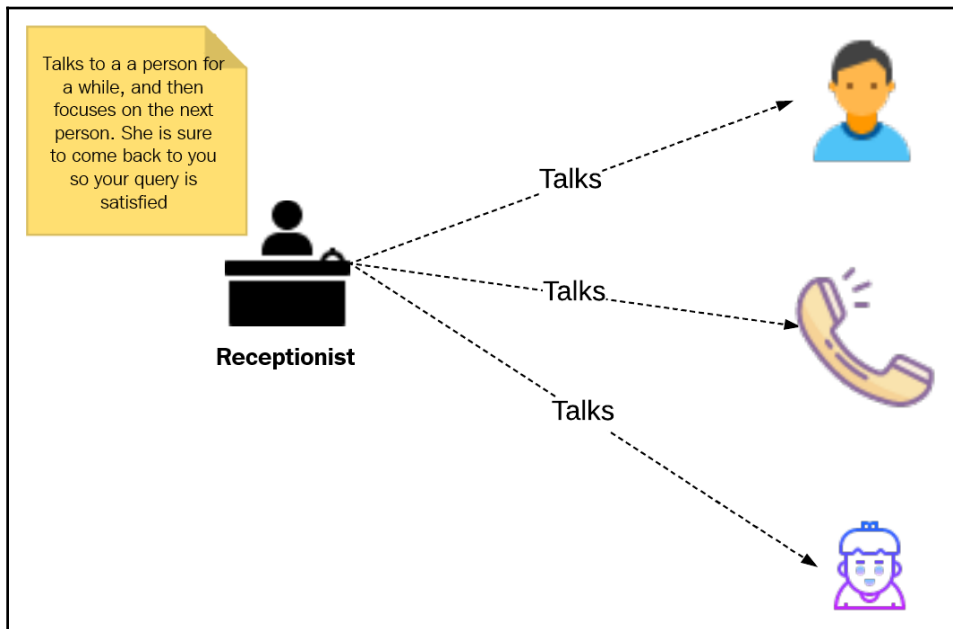 Talks to a a person for
a while, and then
focuses on the next
person. She is sure
to come back to you
so your query is
satisfied
Talks
Talks
Receptionist
Talks